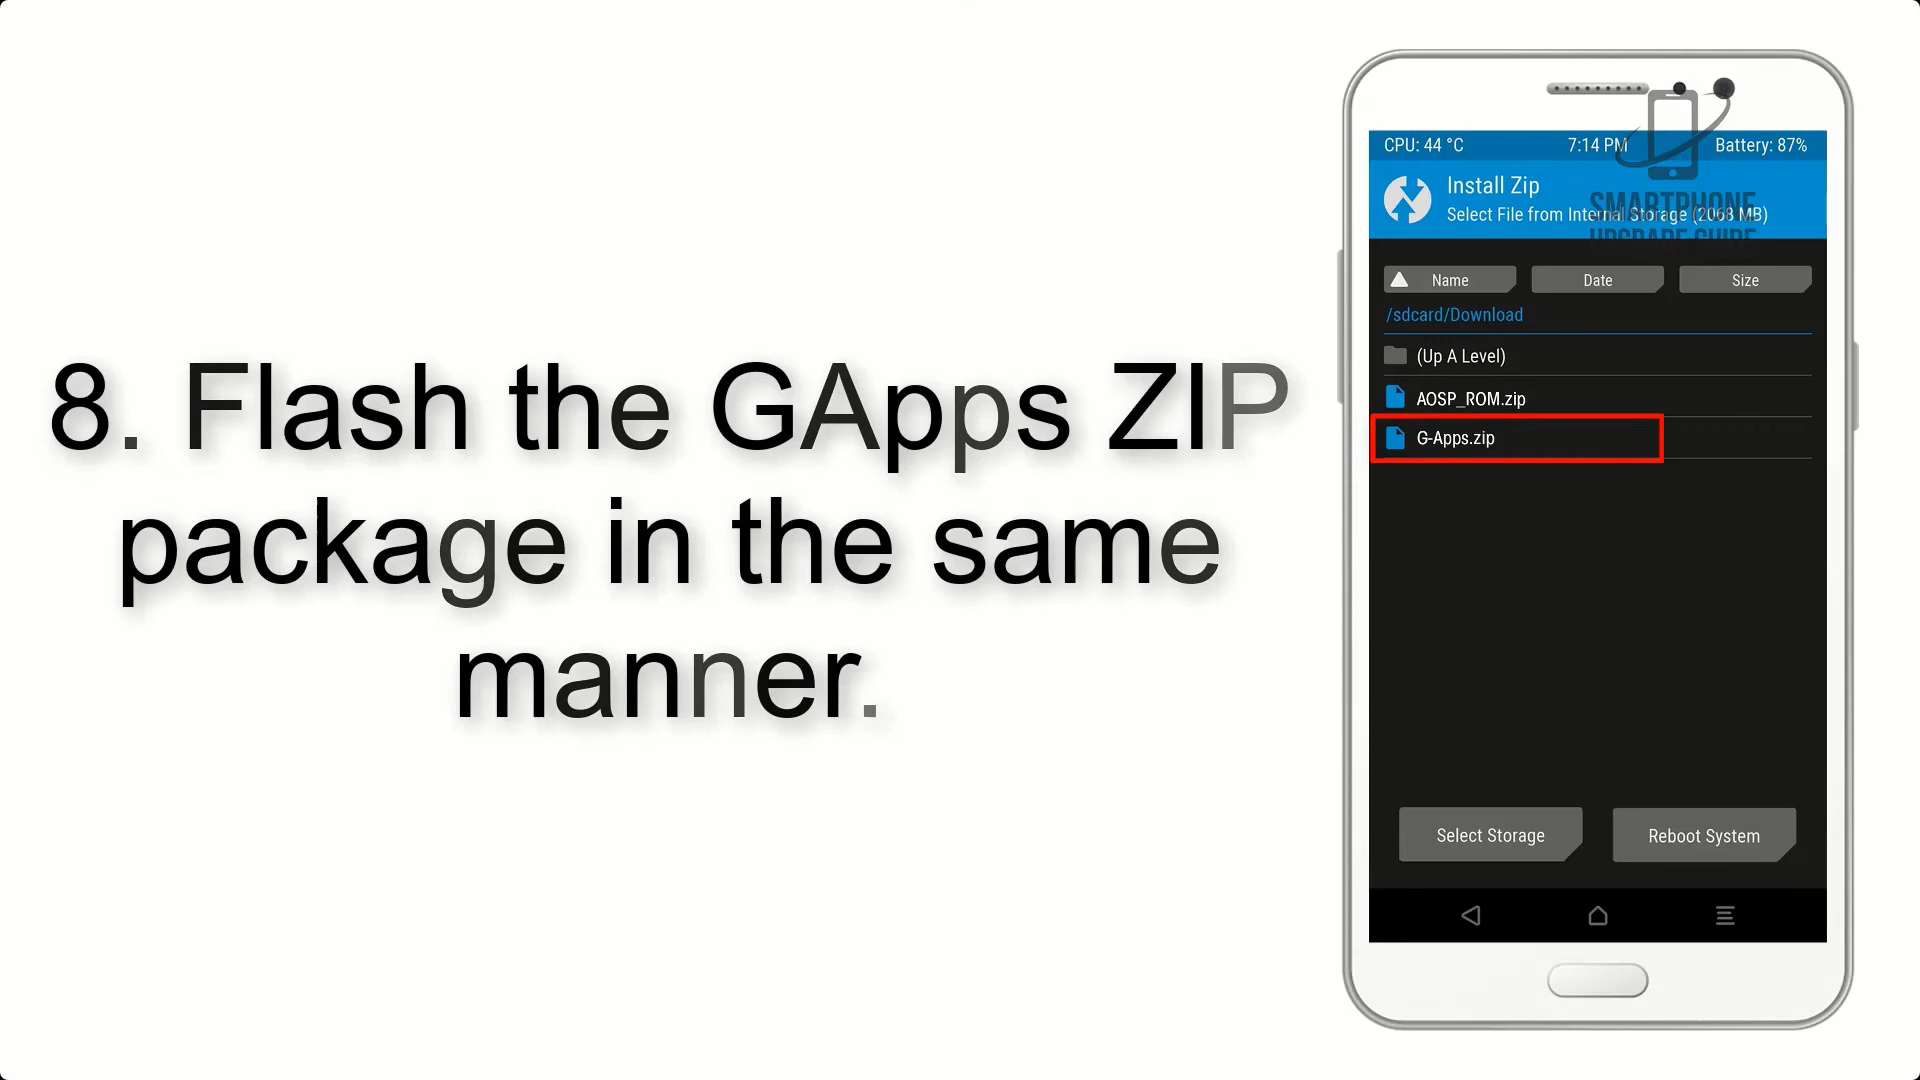 8. Flash the GApps ZIP
package in the same
manner.
CPU: 44 °C 7:14 PM Battery: 87%
Install Zip
Select File from Internal Storage (2068 MB)
SMARTPHONE
UPGRADE GUIDE
Name Date Size
/sdcard/Download
(Up A Level)
AOSP_ROM.zip
G-Apps.zip
Select Storage Reboot System